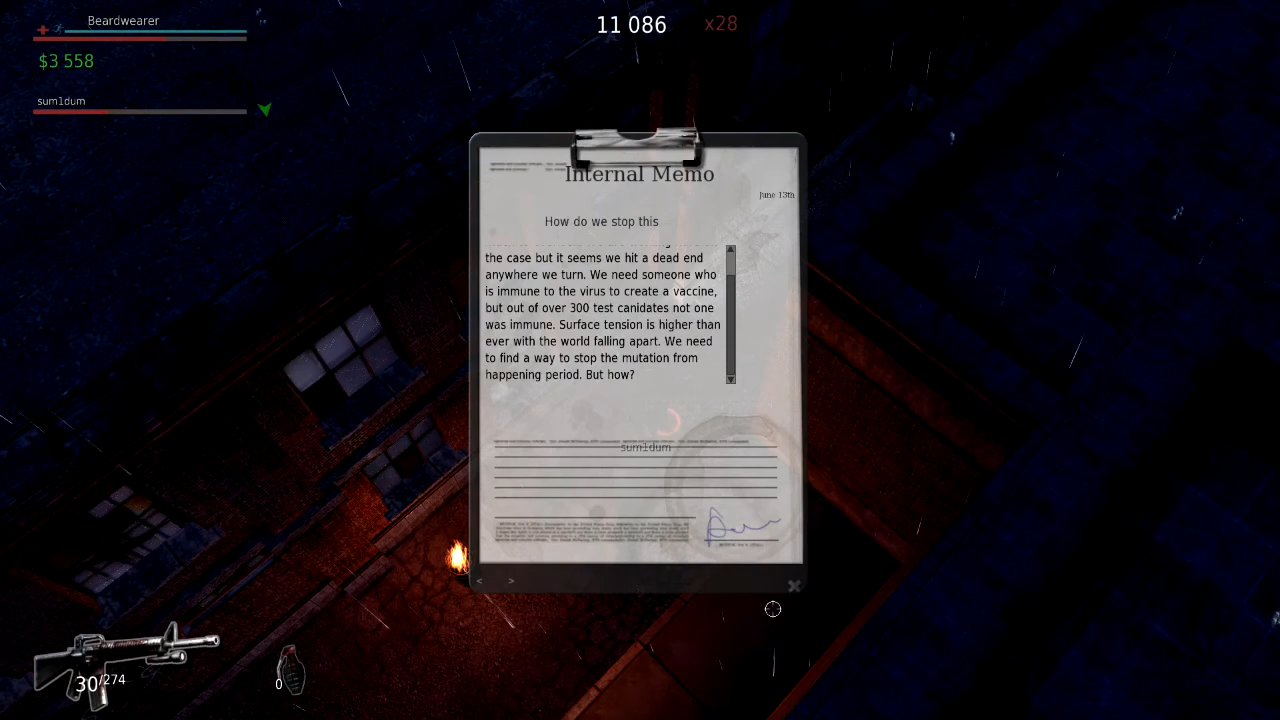 Beardwearer
11 086 x28
$3 558
sum1dum
Internal Memo
June 13th
How do we stop this
the case but it seems we hit a dead end
anywhere we turn. We need someone who
is immune to the virus to create a vaccine,
but out of over 300 test canidates not one
was immune. Surface tension is higher than
ever with the world falling apart. We need
to find a way to stop the mutation from
happening period. But how?
sum1dum
< >
30/274
0